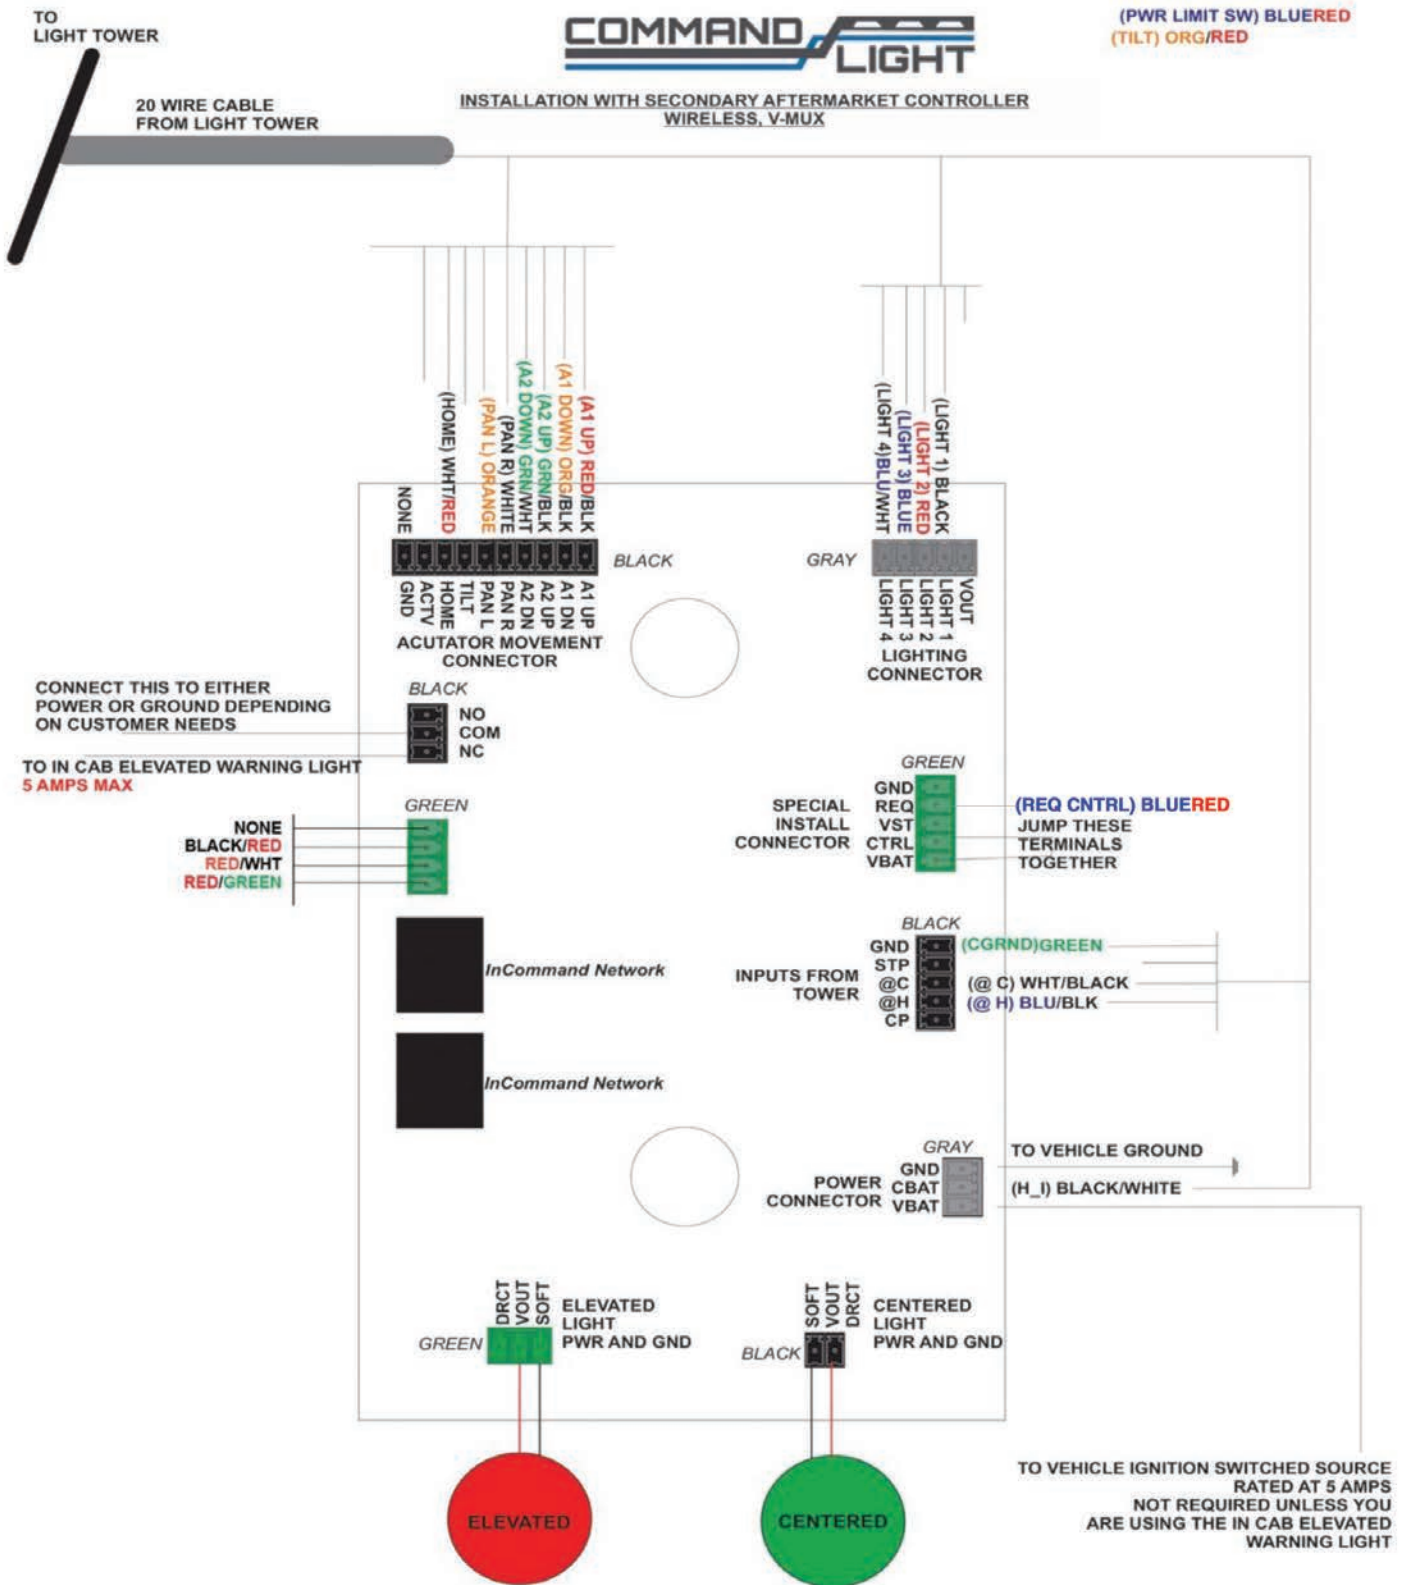 TO
LIGHT TOWER
COMMAND
LIGHT
(PWR LIMIT SW) BLUERED
(TILT) ORG/RED
20 WIRE CABLE
FROM LIGHT TOWER
INSTALLATION WITH SECONDARY AFTERMARKET CONTROLLER
WIRELESS, V-MUX
(HOME) WHT/RED
(PAN L) ORANGE
(PAN R) WHITE
(A2 DOWN) GRN/WHT
(A2 UP) GRN/BLK
(A1 DOWN) ORG/BLK
(A1 UP) RED/BLK
(LIGHT 4)BLU/WHT
(LIGHT 3) BLUE
(LIGHT 2) RED
(LIGHT 1) BLACK
NONE
BLACK
GRAY
GND
ACTV
HOME
TILT
PAN L
PAN R
A2 DN
A2 UP
A1 DN
A1 UP
ACUTATOR MOVEMENT
CONNECTOR
LIGHT 4
LIGHT 3
LIGHT 2
LIGHT 1
VOUT
LIGHTING
CONNECTOR
CONNECT THIS TO EITHER
POWER OR GROUND DEPENDING
ON CUSTOMER NEEDS
BLACK
NO
COM
NC
TO IN CAB ELEVATED WARNING LIGHT
5 AMPS MAX
GREEN
NONE
BLACK/RED
RED/WHT
RED/GREEN
GREEN
SPECIAL
INSTALL
CONNECTOR
GND
REQ
VST
CTRL
VBAT
(REQ CNTRL) BLUERED
JUMP THESE
TERMINALS
TOGETHER
InCommand Network
BLACK
INPUTS FROM
TOWER
GND
STP
@C
@H
CP
(CGRND)GREEN
(@ C) WHT/BLACK
(@ H) BLU/BLK
InCommand Network
GRAY
POWER
CONNECTOR
GND
CBAT
VBAT
TO VEHICLE GROUND
(H_I) BLACK/WHITE
DRCT
VOUT
SOFT
GREEN
ELEVATED
LIGHT
PWR AND GND
SOFT
VOUT
DRCT
BLACK
CENTERED
LIGHT
PWR AND GND
ELEVATED
CENTERED
TO VEHICLE IGNITION SWITCHED SOURCE
RATED AT 5 AMPS
NOT REQUIRED UNLESS YOU
ARE USING THE IN CAB ELEVATED
WARNING LIGHT